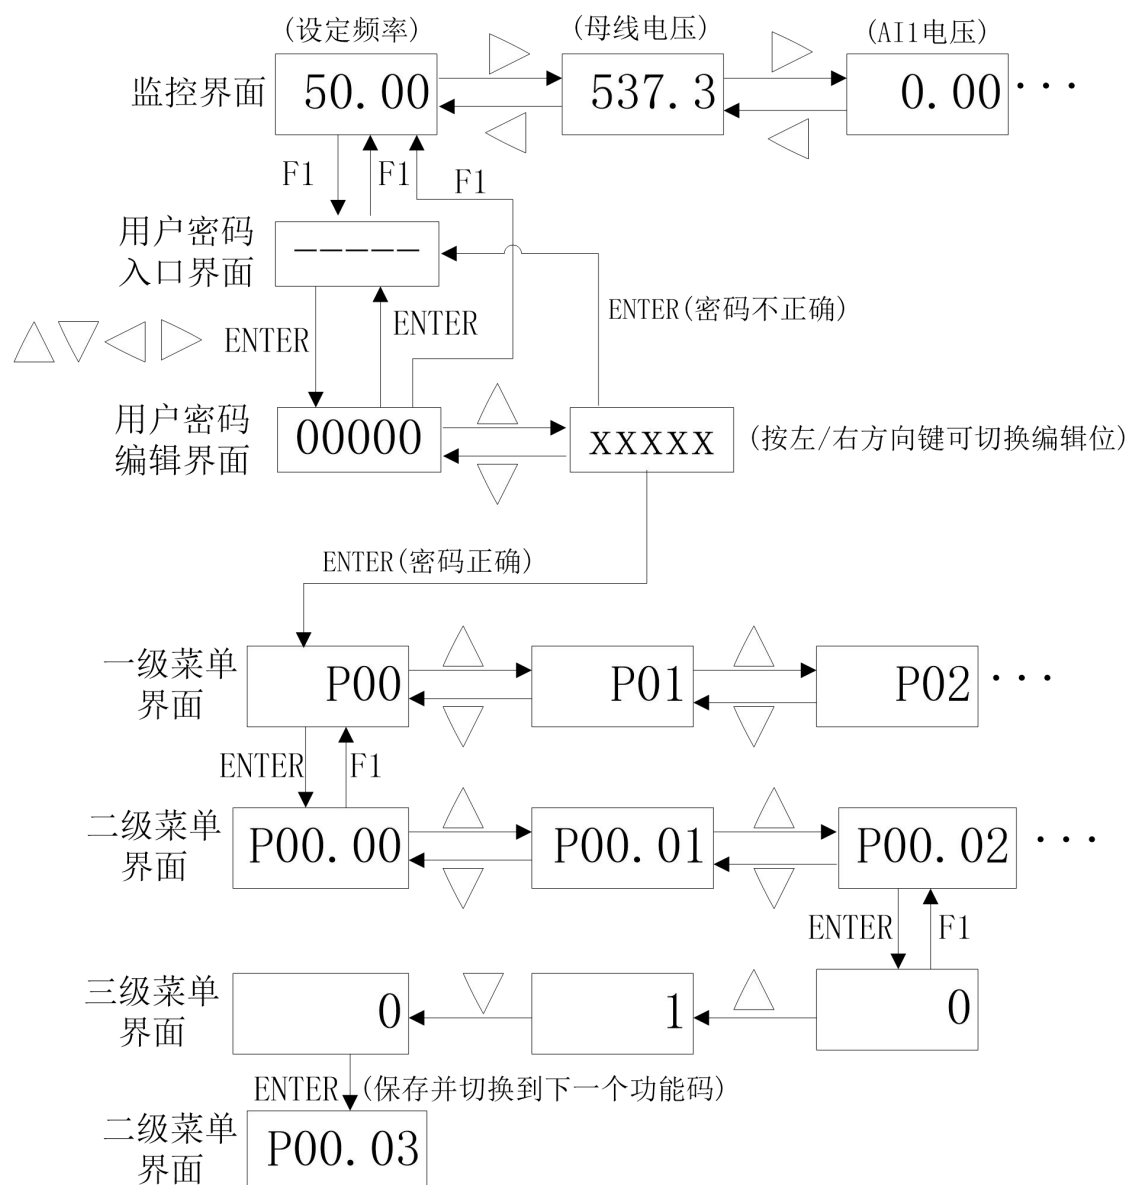 (设定频率)
(母线电压)
(AI1电压)
监控界面
50.00
537.3
0.00
···
F1
F1
F1
用户密码
入口界面
-----
ENTER
ENTER
ENTER(密码不正确)
用户密码
编辑界面
00000
xxxxx
(按左/右方向键可切换编辑位)
ENTER(密码正确)
一级菜单
界面
P00
P01
P02
···
ENTER
F1
二级菜单
界面
P00.00
P00.01
P00.02
···
ENTER
F1
三级菜单
界面
0
1
0
ENTER (保存并切换到下一个功能码)
二级菜单
界面
P00.03